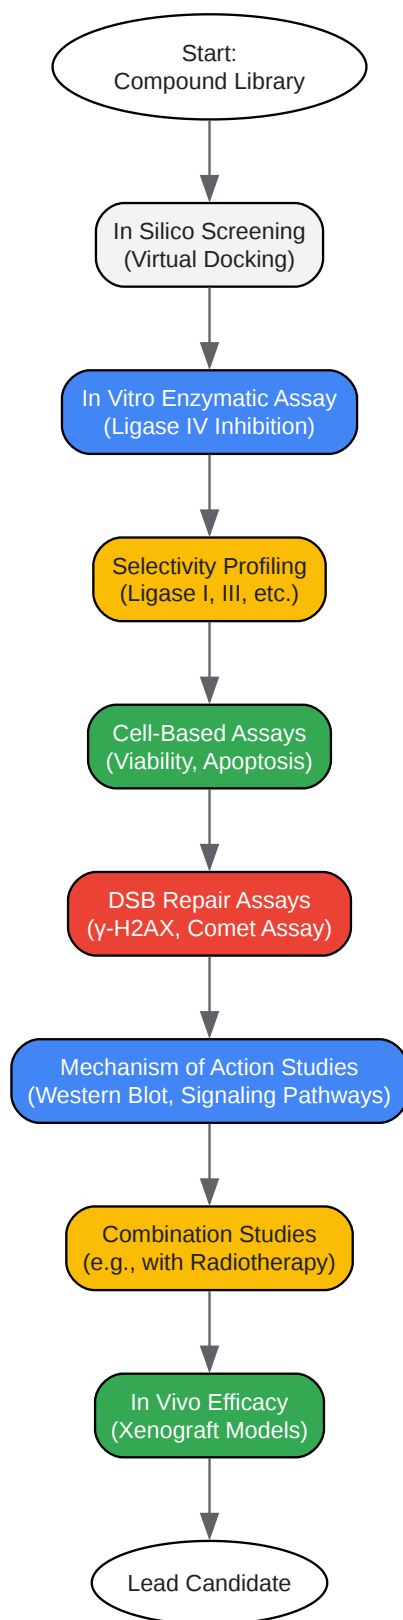 Start:
Compound Library
In Silico Screening
(Virtual Docking)
In Vitro Enzymatic Assay
(Ligase IV Inhibition)
Selectivity Profiling
(Ligase I, III, etc.)
Cell-Based Assays
(Viability, Apoptosis)
DSB Repair Assays
(γ-H2AX, Comet Assay)
Mechanism of Action Studies
(Western Blot, Signaling Pathways)
Combination Studies
(e.g., with Radiotherapy)
In Vivo Efficacy
(Xenograft Models)
Lead Candidate